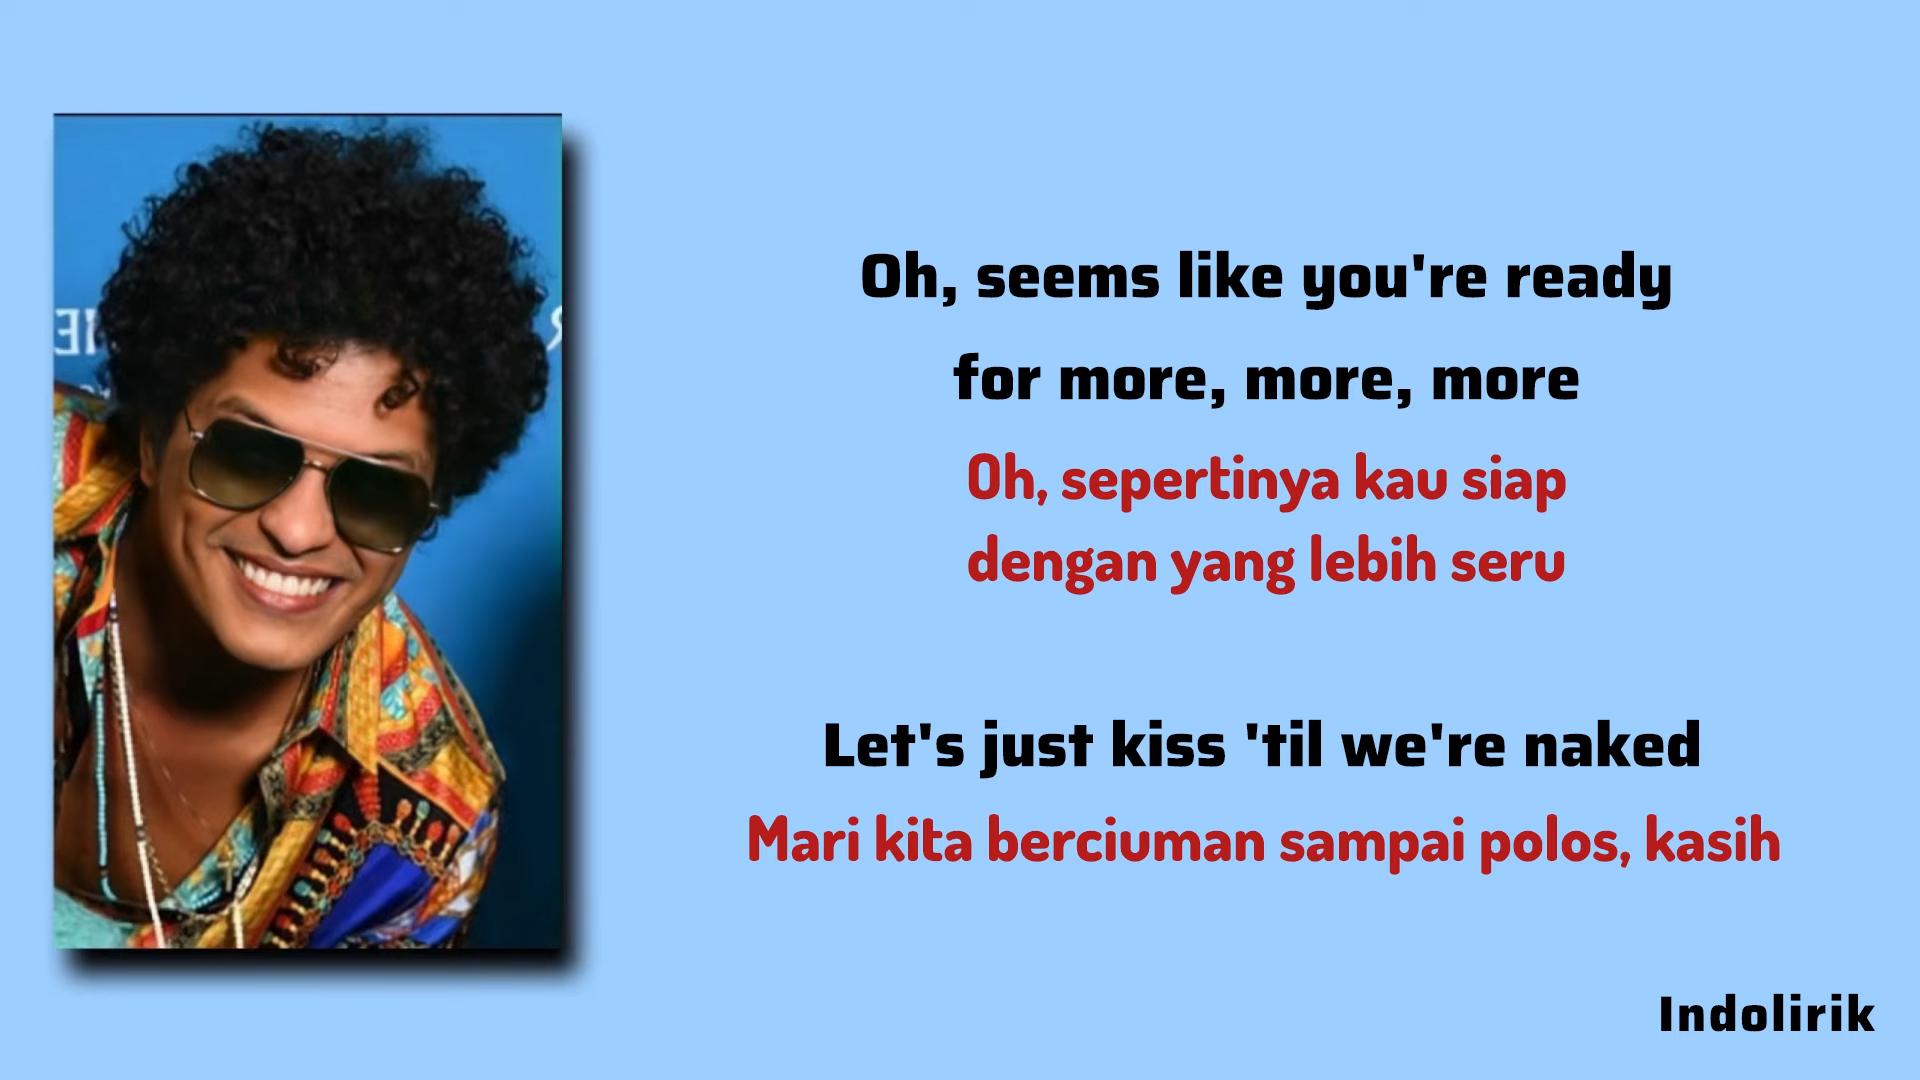 Oh, seems like you're ready
for more, more, more
Oh, sepertinya kau siap
dengan yang lebih seru
Let's just kiss 'til we're naked
Mari kita berciuman sampai polos, kasih
Indolirik